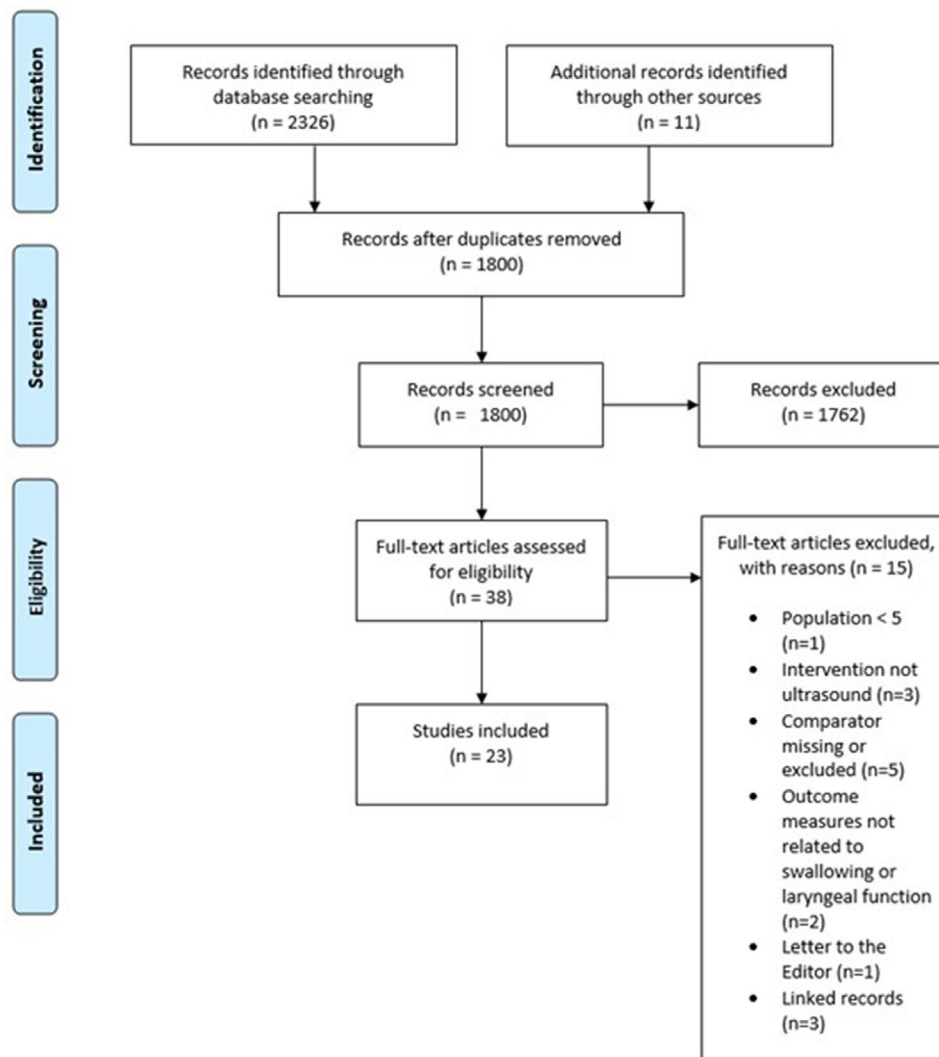 Identification
Records identified through
database searching
(n = 2326)
Additional records identified
through other sources
(n = 11)
Records after duplicates removed
(n = 1800)
Screening
Records screened
(n = 1800)
Records excluded
(n = 1762)
Eligibility
Full-text articles assessed
for eligibility
(n = 38)
Full-text articles excluded,
with reasons (n = 15)
• Population < 5
(n=1)
• Intervention not
ultrasound (n=3)
• Comparator
missing or
excluded (n=5)
• Outcome
measures not
related to
swallowing or
laryngeal function
(n=2)
• Letter to the
Editor (n=1)
• Linked records
(n=3)
Included
Studies included
(n = 23)